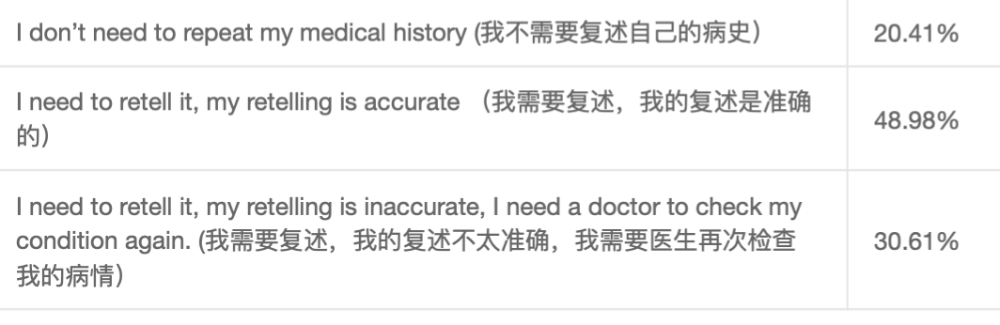 I don’t need to repeat my medical history (我不需要复述自己的病史） 20.41%
I need to retell it, my retelling is accurate （我需要复述，我的复述是准确
的） 48.98%
I need to retell it, my retelling is inaccurate, I need a doctor to check my
condition again. (我需要复述，我的复述不太准确，我需要医生再次检查
我的病情） 30.61%